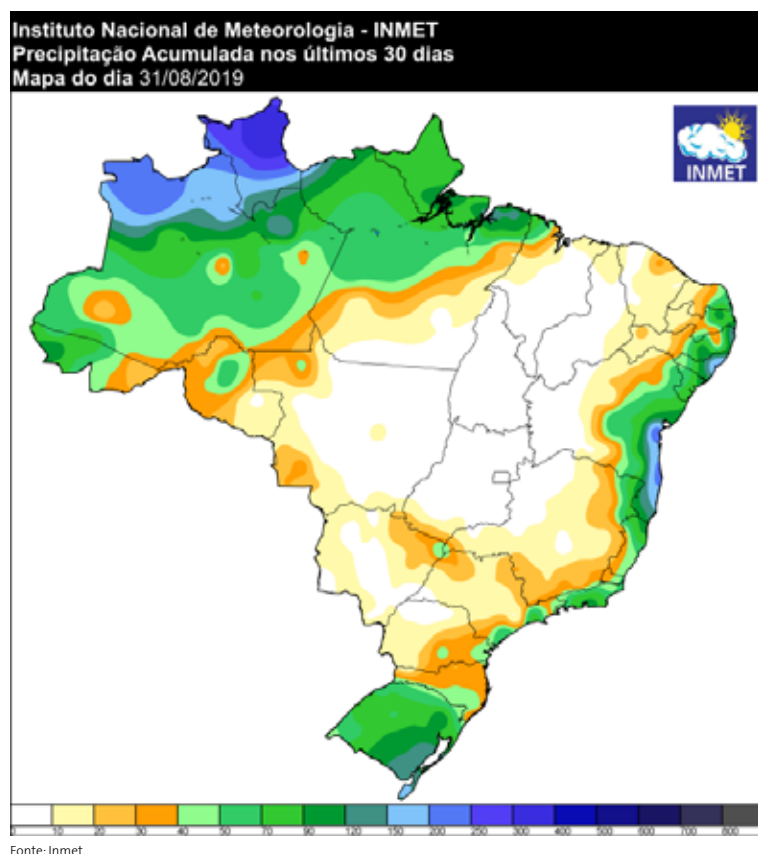 Instituto Nacional de Meteorologia - INMET
Precipitação Acumulada nos últimos 30 dias
Mapa do dia 31/08/2019
INMET
0 10 20 30 40 50 70 90 120 150 200 250 300 400 500 600 700 800
Fonte: Inmet